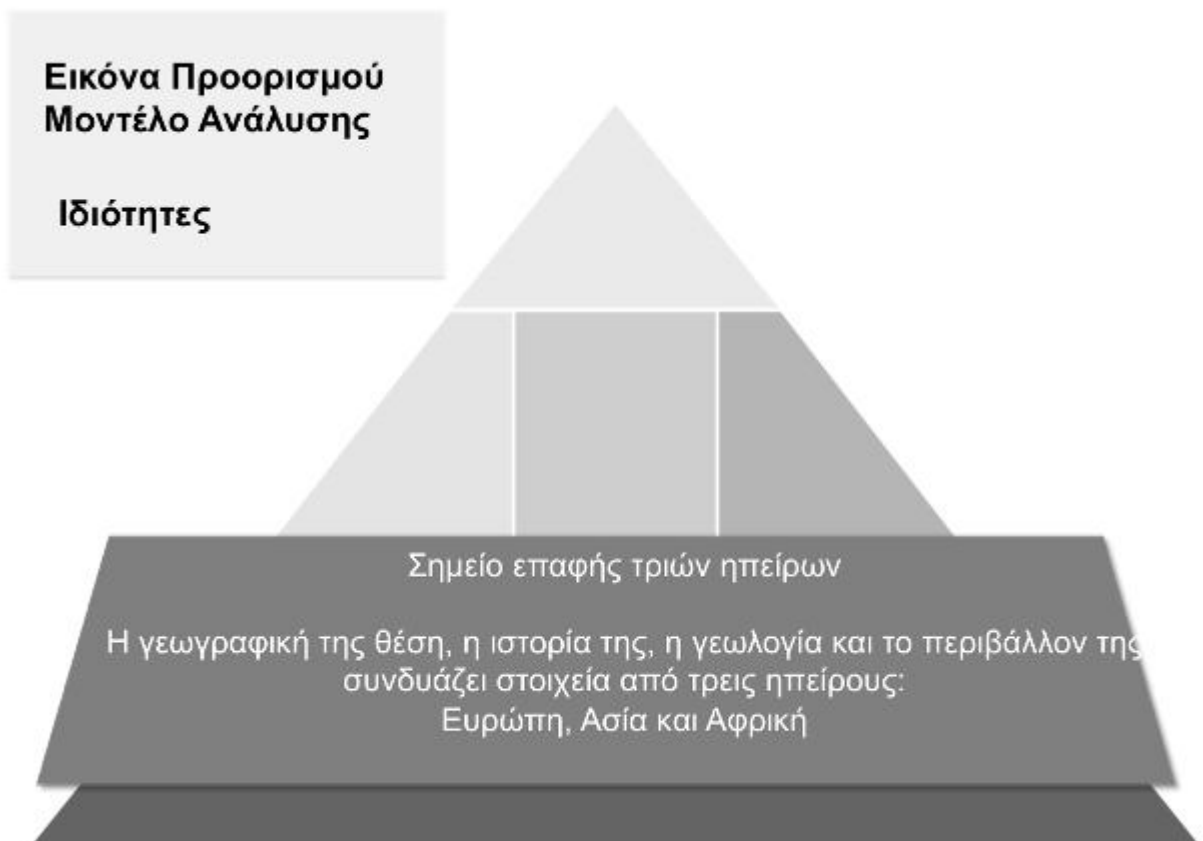 Εικόνα Προορισμού
Μοντέλο Ανάλυσης
Ιδιότητες
Σημείο επαφής τριών ηπείρων
Η γεωγραφική της θέση, η ιστορία της, η γεωλογία και το περιβάλλον της
συνδυάζει στοιχεία από τρεις ηπείρους:
Ευρώπη, Ασία και Αφρική